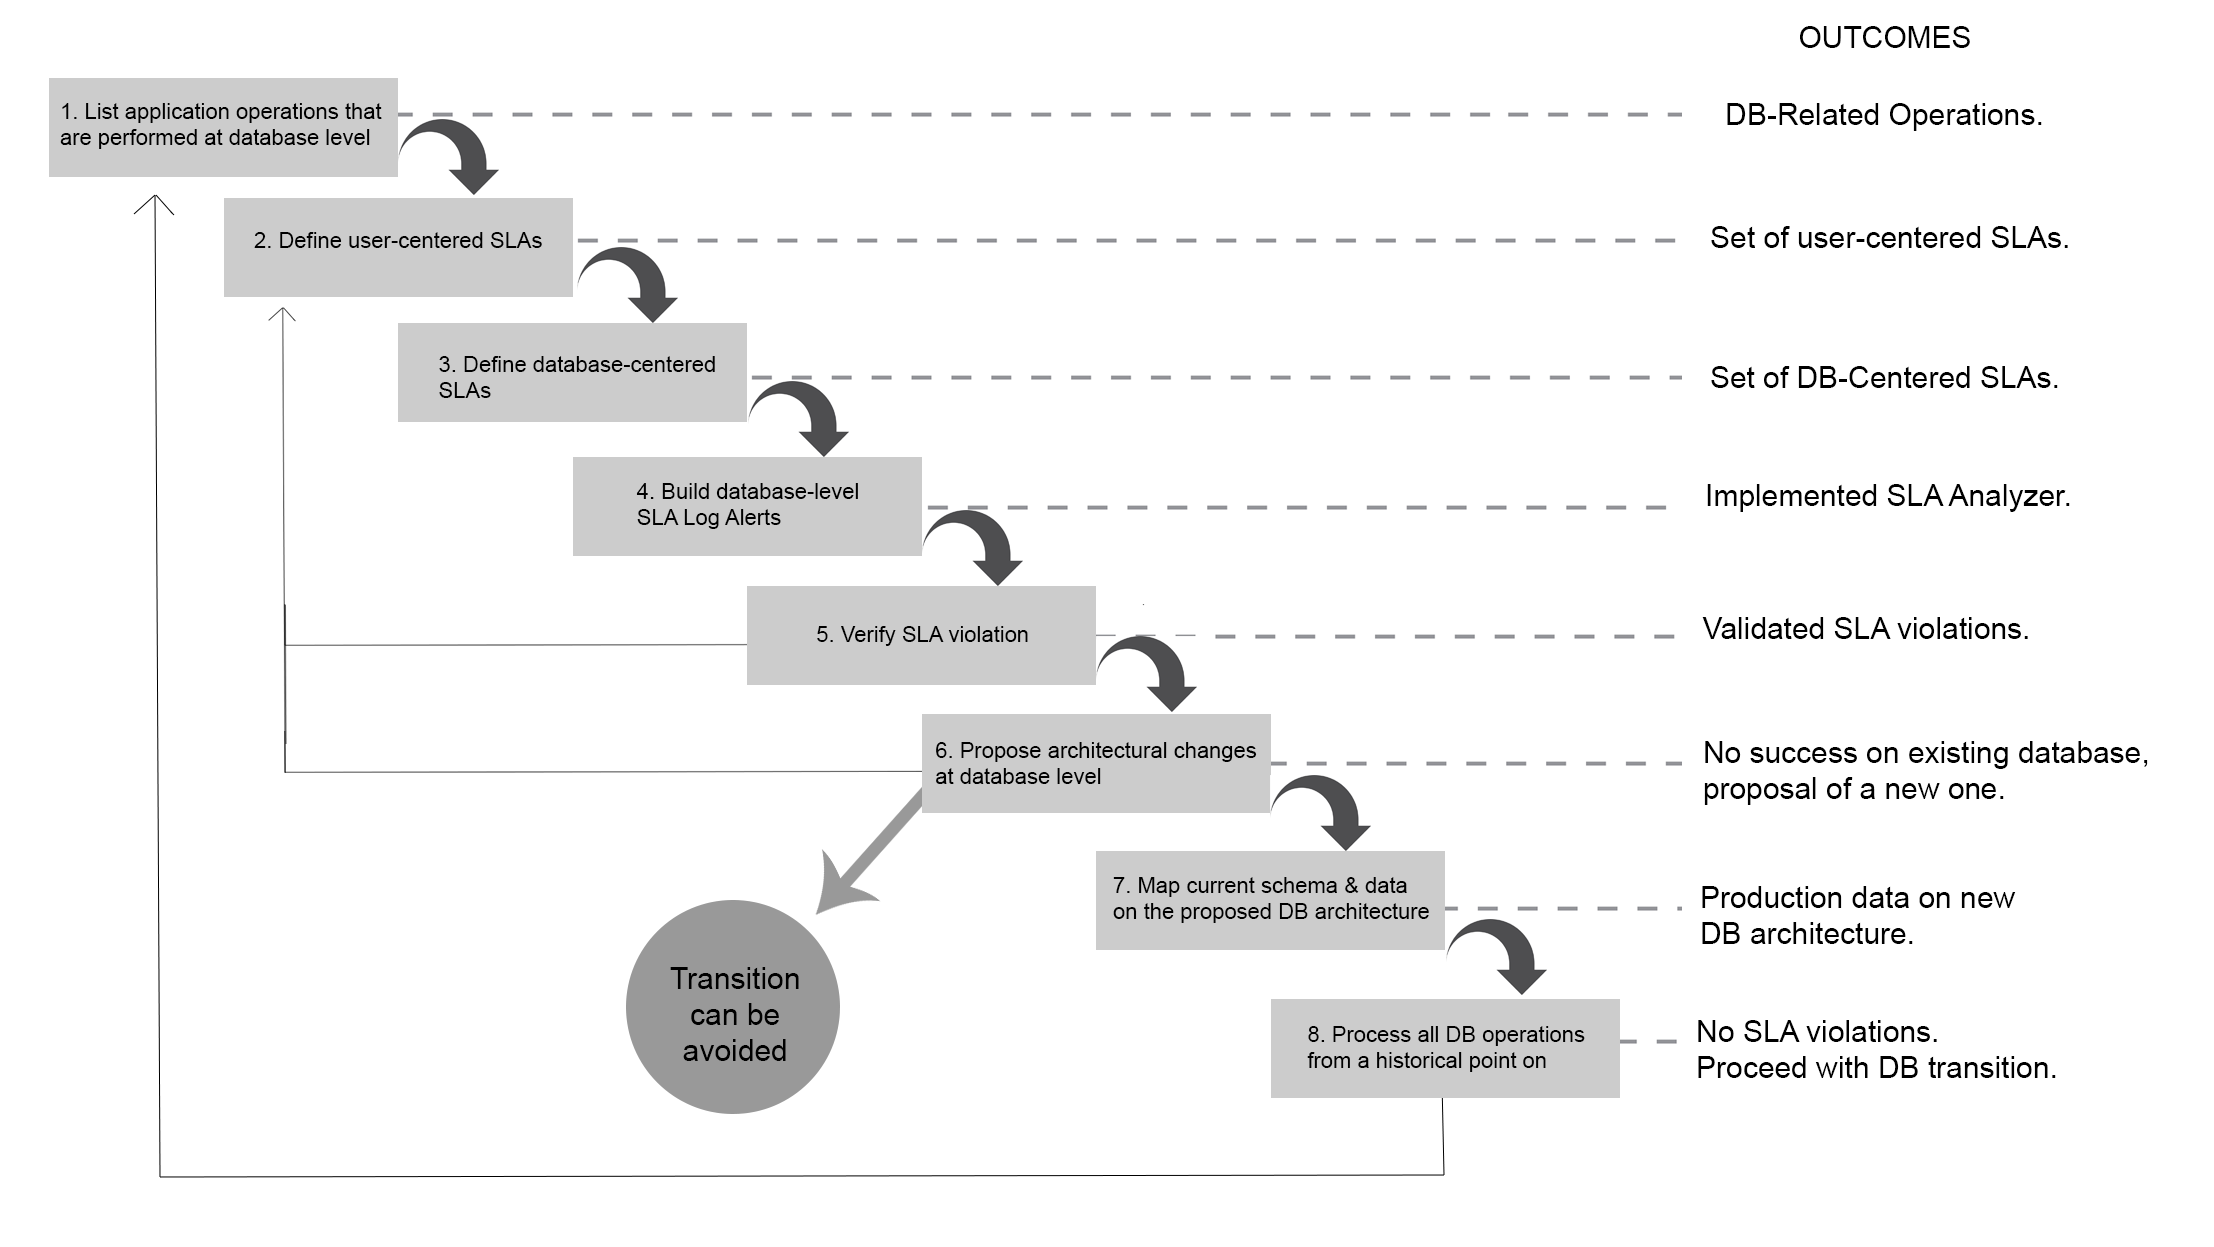 OUTCOMES
1. List application operations that
are performed at database level
DB-Related Operations.
2. Define user-centered SLAs
Set of user-centered SLAs.
3. Define database-centered
SLAs
Set of DB-Centered SLAs.
4. Build database-level
SLA Log Alerts
Implemented SLA Analyzer.
5. Verify SLA violation
Validated SLA violations.
6. Propose architectural changes
at database level
No success on existing database,
proposal of a new one.
7. Map current schema & data
on the proposed DB architecture
Production data on new
DB architecture.
Transition
can be
avoided
8. Process all DB operations
from a historical point on
No SLA violations.
Proceed with DB transition.